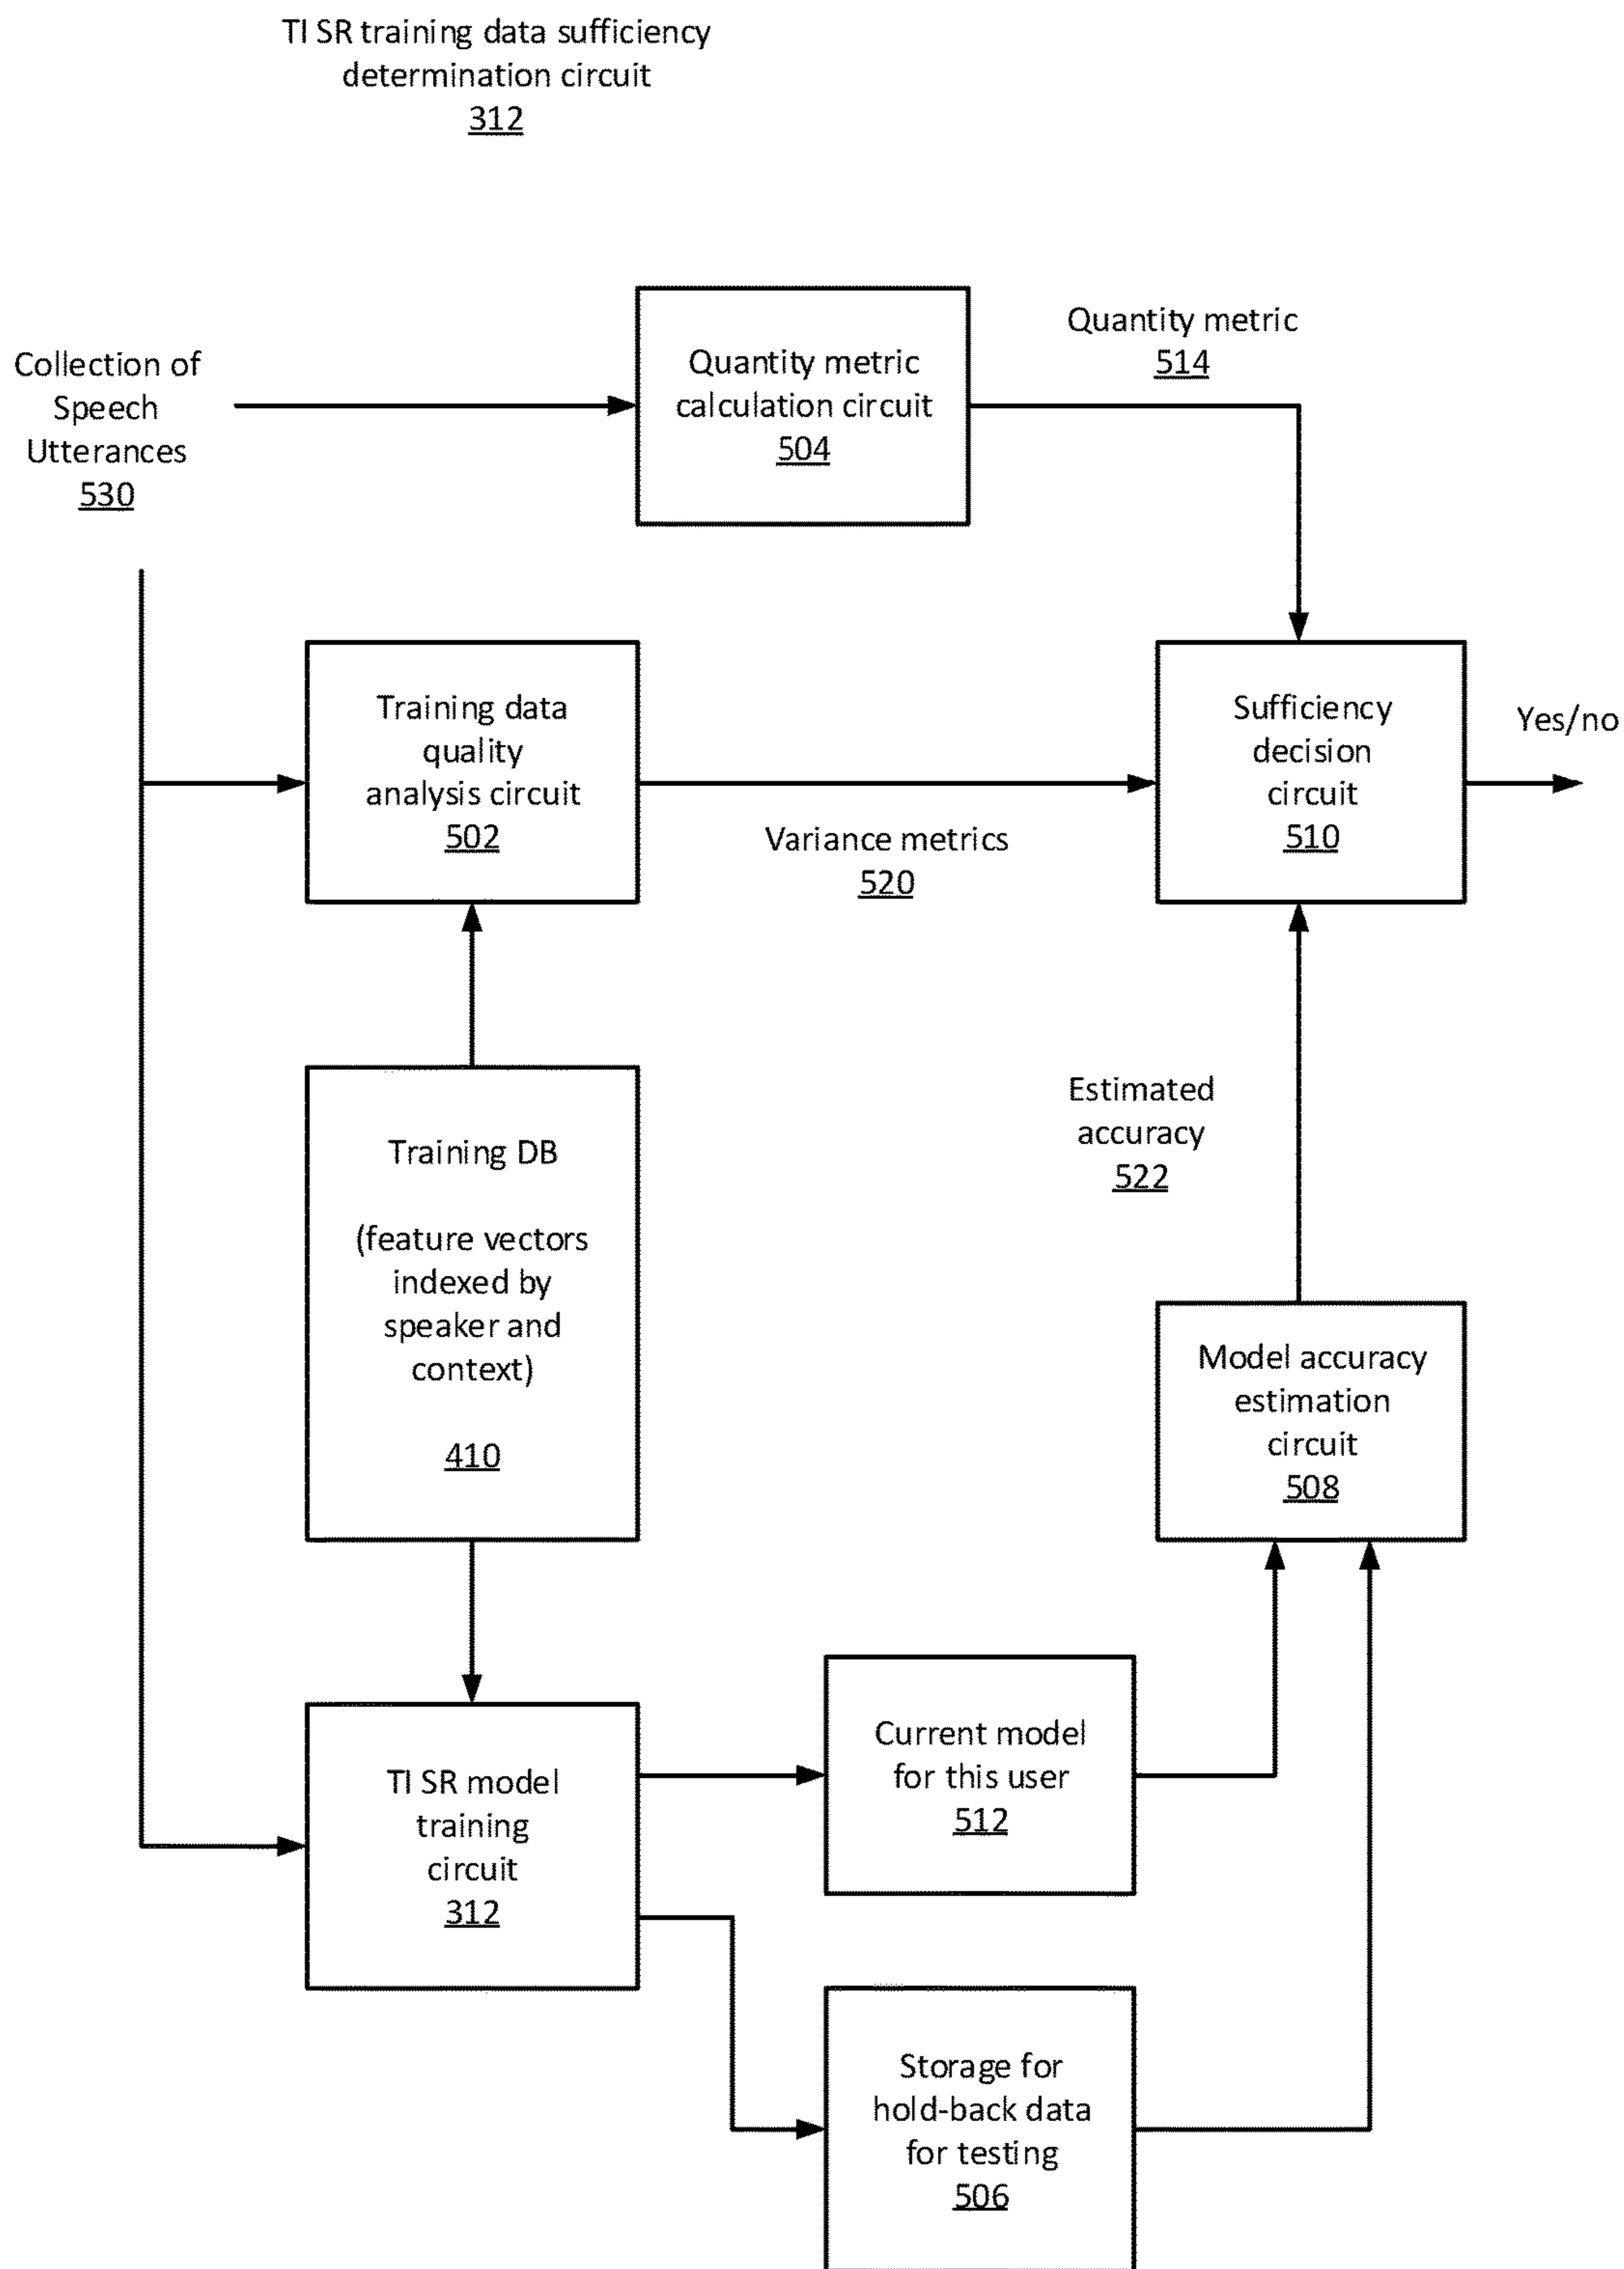 TI SR training data sufficiency
determination circuit
312
Collection of
Speech
Utterances
530
Quantity metric
calculation circuit
504
Quantity metric
514
Training data
quality
analysis circuit
502
Variance metrics
520
Sufficiency
decision
circuit
510
Yes/no
Training DB
(feature vectors
indexed by
speaker and
context)
410
Estimated
accuracy
522
Model accuracy
estimation
circuit
508
TI SR model
training
circuit
312
Current model
for this user
512
Storage for
hold-back data
for testing
506